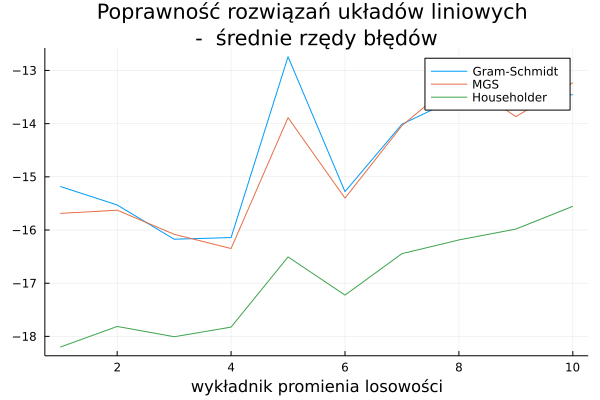 Poprawność rozwiązań układów liniowych
- średnie rzędy błędów
Gram-Schmidt
MGS
Householder
−13
−14
−15
−16
−17
−18
2
4
6
8
10
wykładnik promienia losowości